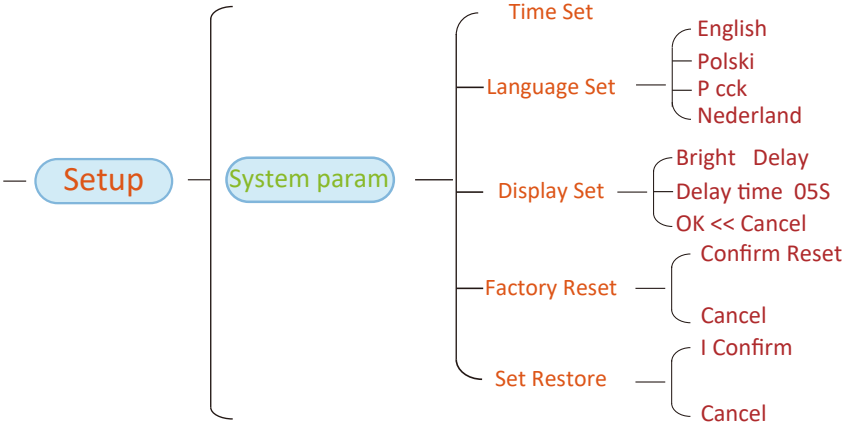 Setup
System param
Time Set
Language Set
English
Polski
P cck
Nederland
Display Set
Bright Delay
Delay time 05S
OK << Cancel
Factory Reset
Confirm Reset
Cancel
Set Restore
I Confirm
Cancel